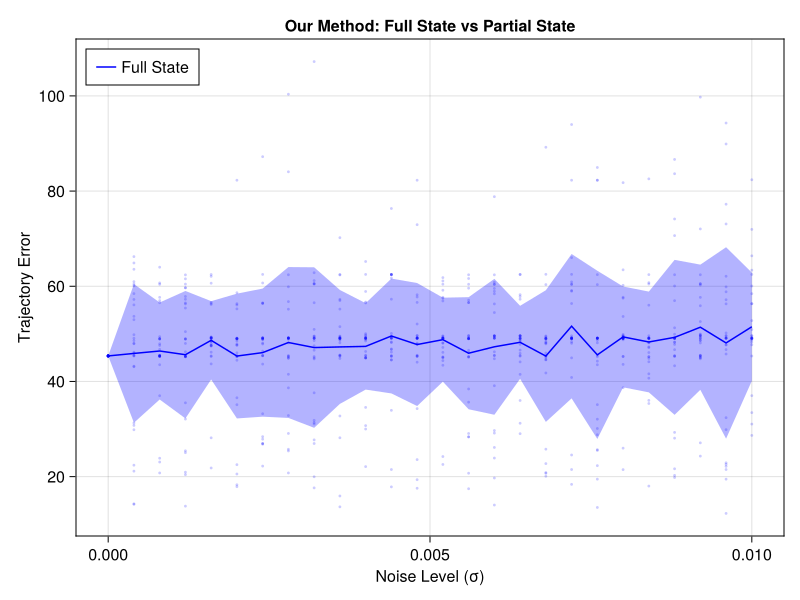 Our Method: Full State vs Partial State
Full State
Trajectory Error
100
80
60
40
20
0.000
0.005
0.010
Noise Level (σ)